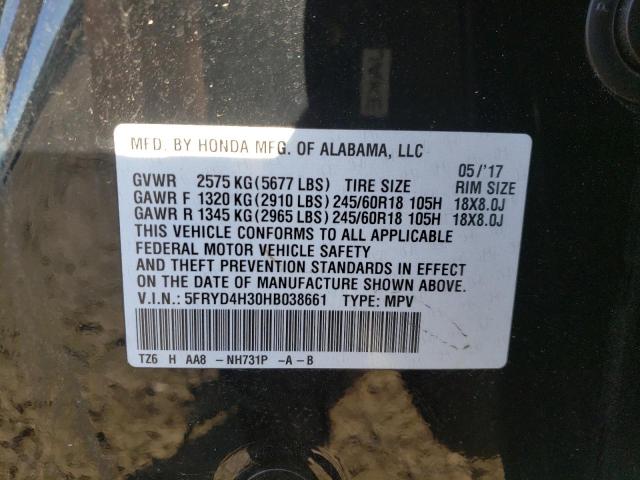 MFD. BY HONDA MFG. OF ALABAMA, LLC
05/'17
GVWR 2575 KG (5677 LBS) TIRE SIZE RIM SIZE
GAWR F 1320 KG (2910 LBS) 245/60R18 105H 18X8.0J
GAWR R 1345 KG (2965 LBS) 245/60R18 105H 18X8.0J
THIS VEHICLE CONFORMS TO ALL APPLICABLE
FEDERAL MOTOR VEHICLE SAFETY
AND THEFT PREVENTION STANDARDS IN EFFECT
ON THE DATE OF MANUFACTURE SHOWN ABOVE.
V.I.N.: 5FRYD4H30HB038661 TYPE: MPV
TZ6 H AA8 - NH731P - A - B